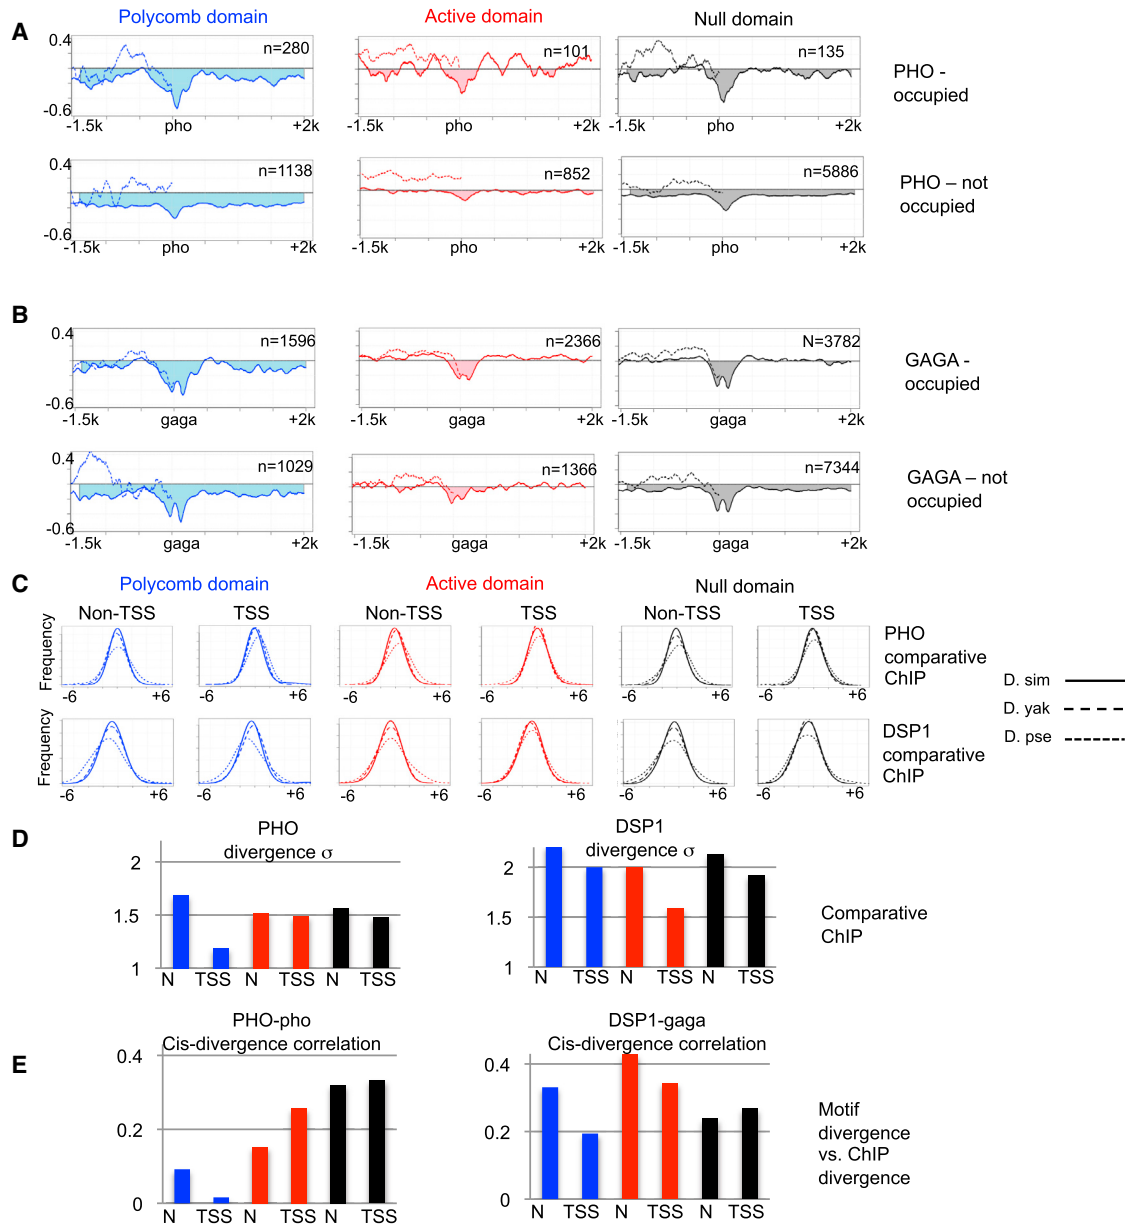 Polycomb domain Active domain Null domain
A
0.4 n=280 n=101 n=135 PHO - occupied
-0.6
-1.5k pho +2k -1.5k pho +2k -1.5k pho +2k
0.4 n=1138 n=852 n=5886 PHO – not occupied
-0.6
-1.5k pho +2k -1.5k pho +2k -1.5k pho +2k
B
0.4 n=1596 n=2366 N=3782 GAGA - occupied
-0.6
-1.5k gaga +2k -1.5k gaga +2k -1.5k gaga +2k
0.4 n=1029 n=1366 n=7344 GAGA – not occupied
-0.6
-1.5k gaga +2k -1.5k gaga +2k -1.5k gaga +2k
C
Polycomb domain Active domain Null domain
Non-TSS TSS Non-TSS TSS Non-TSS TSS
Frequency
PHO
comparative
ChIP
-6 +6 -6 +6 -6 +6 -6 +6 -6 +6 -6 +6
Frequency
DSP1
comparative
ChIP
-6 +6 -6 +6 -6 +6 -6 +6 -6 +6 -6 +6
D. sim
D. yak
D. pse
D
PHO
divergence σ
2
1.5
1
N TSS N TSS N TSS
DSP1
divergence σ
2
1.5
1
N TSS N TSS N TSS
Comparative
ChIP
E
PHO-pho
Cis-divergence correlation
0.4
0.2
0
N TSS N TSS N TSS
DSP1-gaga
Cis-divergence correlation
0.4
0.2
0
N TSS N TSS N TSS
Motif
divergence
vs. ChIP
divergence